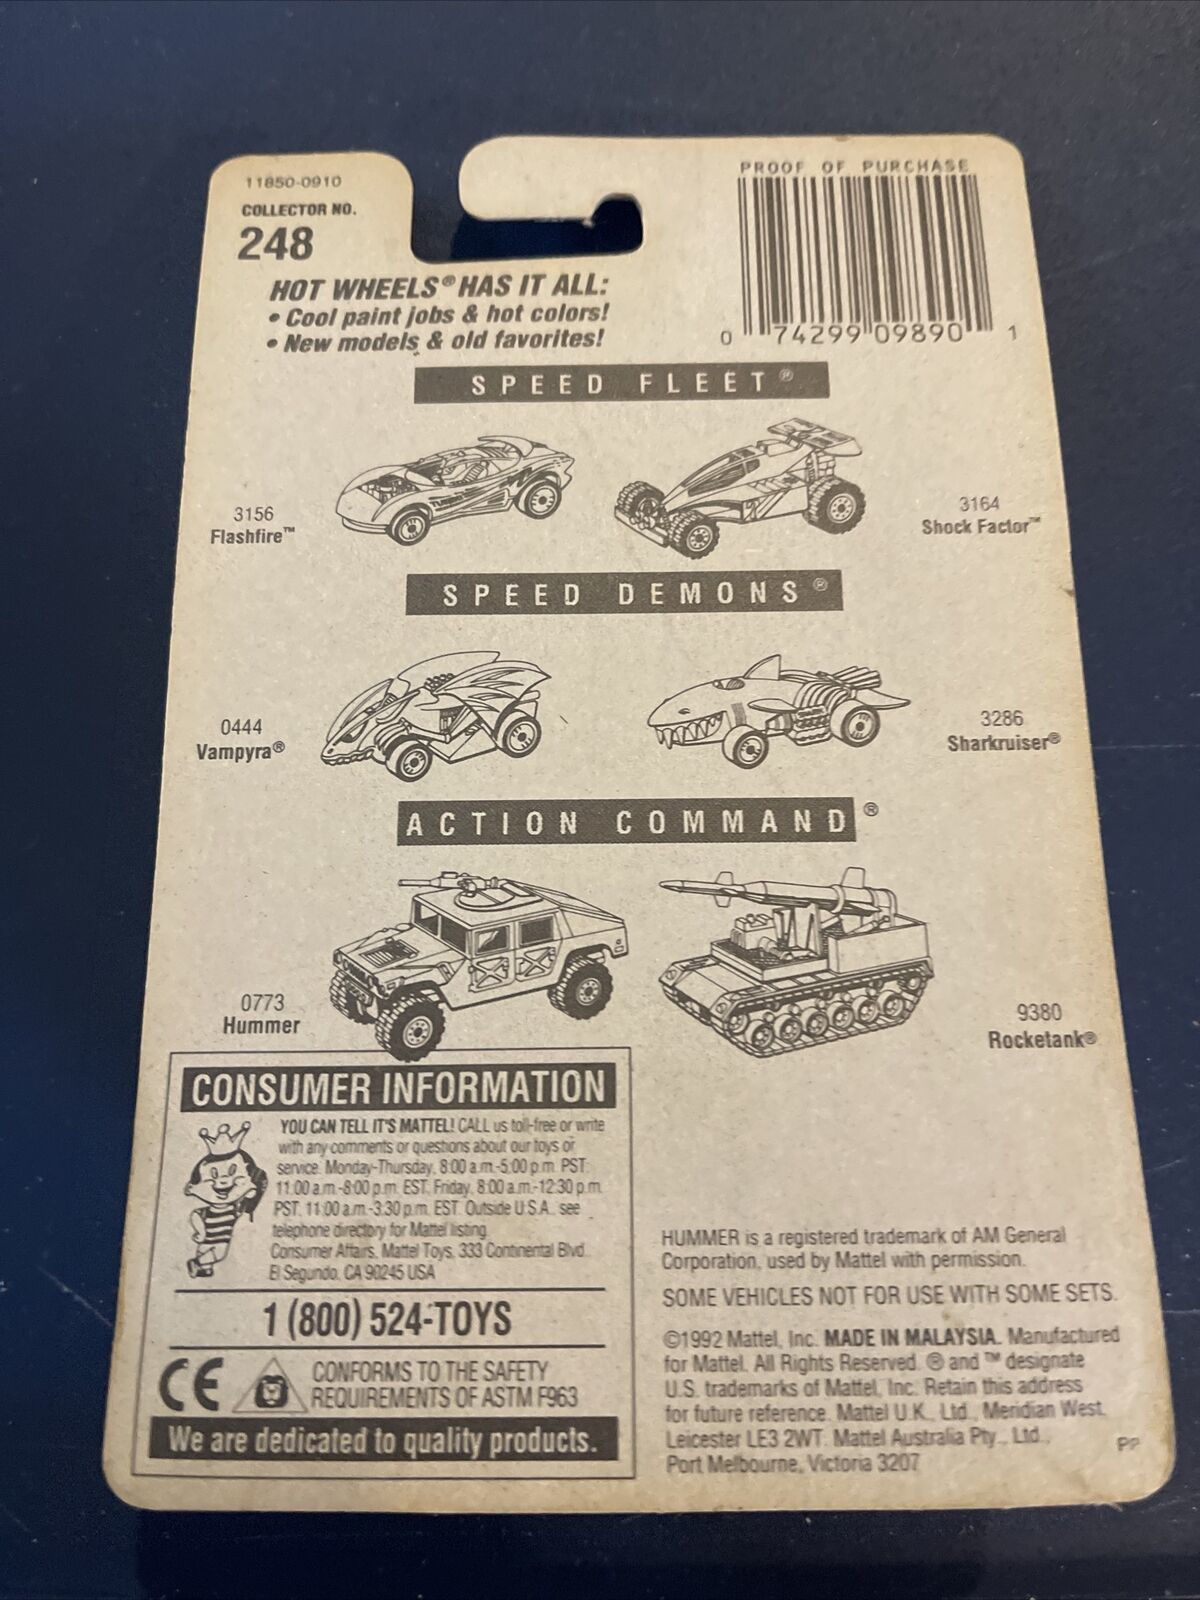 11850-0910
COLLECTOR NO.
248
PROOF OF PURCHASE
0 74299 09890 1
HOT WHEELS® HAS IT ALL:
• Cool paint jobs & hot colors!
• New models & old favorites!
SPEED FLEET®
3156
Flashfire™
3164
Shock Factor™
SPEED DEMONS®
0444
Vampyra®
3286
Sharkruiser®
ACTION COMMAND®
0773
Hummer
9380
Rocketank®
CONSUMER INFORMATION
YOU CAN TELL IT'S MATTEL! CALL us toll-free or write
with any comments or questions about our toys or
service. Monday-Thursday, 8:00 a.m.-5:00 p.m. PST:
11:00 a.m.-8:00 p.m. EST. Friday, 8:00 a.m.-12:30 p.m.
PST, 11:00 a.m.-3:30 p.m. EST. Outside U.S.A., see
telephone directory for Mattel listing.
Consumer Affairs, Mattel Toys, 333 Continental Blvd.
El Segundo, CA 90245 USA
1 (800) 524-TOYS
CE
CONFORMS TO THE SAFETY
REQUIREMENTS OF ASTM F963
We are dedicated to quality products.
HUMMER is a registered trademark of AM General
Corporation, used by Mattel with permission.
SOME VEHICLES NOT FOR USE WITH SOME SETS.
©1992 Mattel, Inc. MADE IN MALAYSIA. Manufactured
for Mattel. All Rights Reserved. ® and ™ designate
U.S. trademarks of Mattel, Inc. Retain this address
for future reference. Mattel U.K., Ltd., Meridian West,
Leicester LE3 2WT. Mattel Australia Pty., Ltd.,
Port Melbourne, Victoria 3207